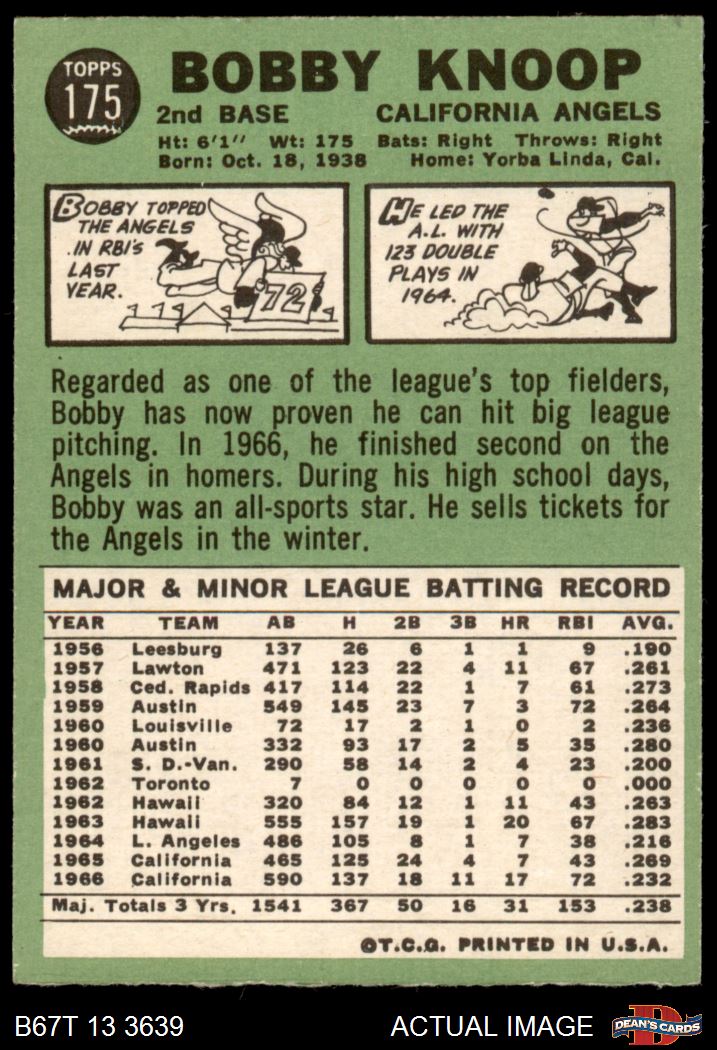 TOPPS
175
BOBBY KNOOP
2nd BASE CALIFORNIA ANGELS
Ht: 6'1" Wt: 175 Bats: Right Throws: Right
Born: Oct. 18, 1938 Home: Yorba Linda, Cal.
BOBBY TOPPED
THE ANGELS
IN RBI's
LAST
YEAR.
72
HE LED THE
A.L. WITH
123 DOUBLE
PLAYS IN
1964.
Regarded as one of the league's top fielders,
Bobby has now proven he can hit big league
pitching. In 1966, he finished second on the
Angels in homers. During his high school days,
Bobby was an all-sports star. He sells tickets for
the Angels in the winter.
MAJOR & MINOR LEAGUE BATTING RECORD
YEAR TEAM AB H 2B 3B HR RBI AVG.
1956 Leesburg 137 26 6 1 1 9 .190
1957 Lawton 471 123 22 4 11 67 .261
1958 Ced. Rapids 417 114 22 1 7 61 .273
1959 Austin 549 145 23 7 3 72 .264
1960 Louisville 72 17 2 1 0 2 .236
1960 Austin 332 93 17 2 5 35 .280
1961 S. D.-Van. 290 58 14 2 4 23 .200
1962 Toronto 7 0 0 0 0 0 .000
1962 Hawaii 320 84 12 1 11 43 .263
1963 Hawaii 555 157 19 1 20 67 .283
1964 L. Angeles 486 105 8 1 7 38 .216
1965 California 465 125 24 4 7 43 .269
1966 California 590 137 18 11 17 72 .232
Maj. Totals 3 Yrs. 1541 367 50 16 31 153 .238
©T.C.G. PRINTED IN U.S.A.
B67T 13 3639 ACTUAL IMAGE DEAN'S CARDS